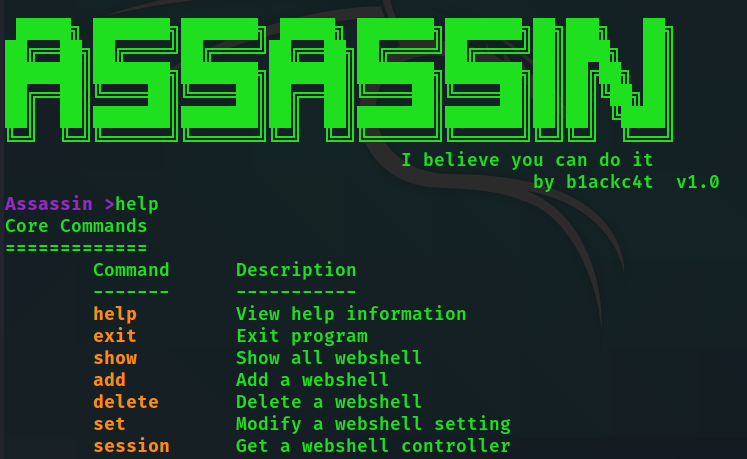 ASSASSIN
I believe you can do it
by b1ackc4t v1.0
Assassin >help
Core Commands
=============
Command Description
------- -----------
help View help information
exit Exit program
show Show all webshell
add Add a webshell
delete Delete a webshell
set Modify a webshell setting
session Get a webshell controller